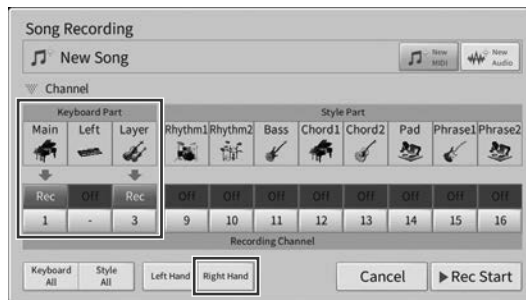 Song Recording
New Song
New MIDI
New Audio
Channel
Keyboard Part
Style Part
Main Left Layer Rhythm1 Rhythm2 Bass Chord1 Chord2 Pad Phrase1 Phrase2
Rec Off Rec Off Off Off Off Off Off Off Off
1 - 3 9 10 11 12 13 14 15 16
Recording Channel
Keyboard All
Style All
Left Hand
Right Hand
Cancel
Rec Start